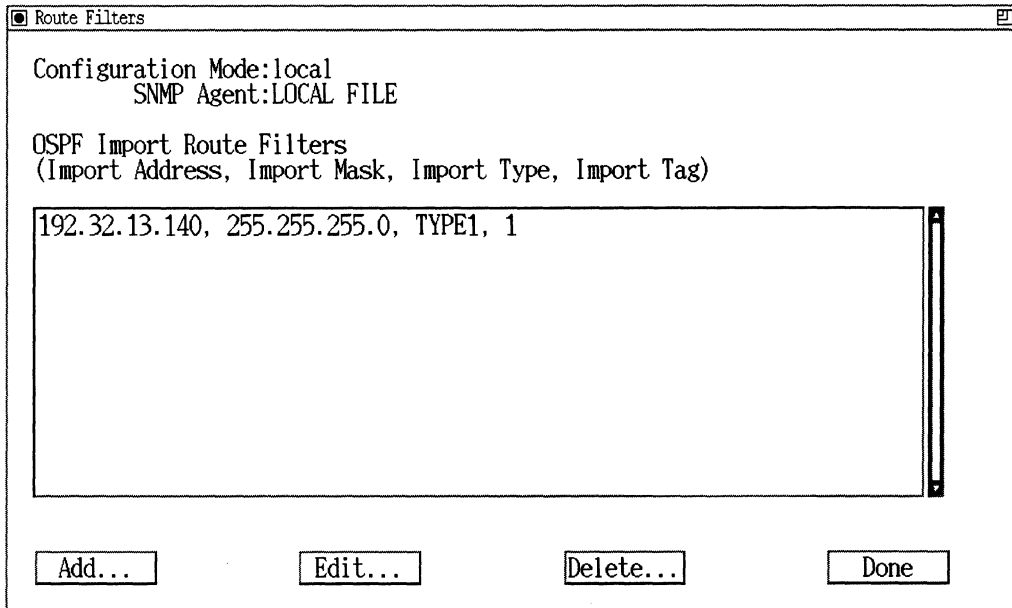 Route Filters
Configuration Mode:local
SNMP Agent:LOCAL FILE
OSPF Import Route Filters
(Import Address, Import Mask, Import Type, Import Tag)
192.32.13.140, 255.255.255.0, TYPE1, 1
Add... Edit... Delete... Done